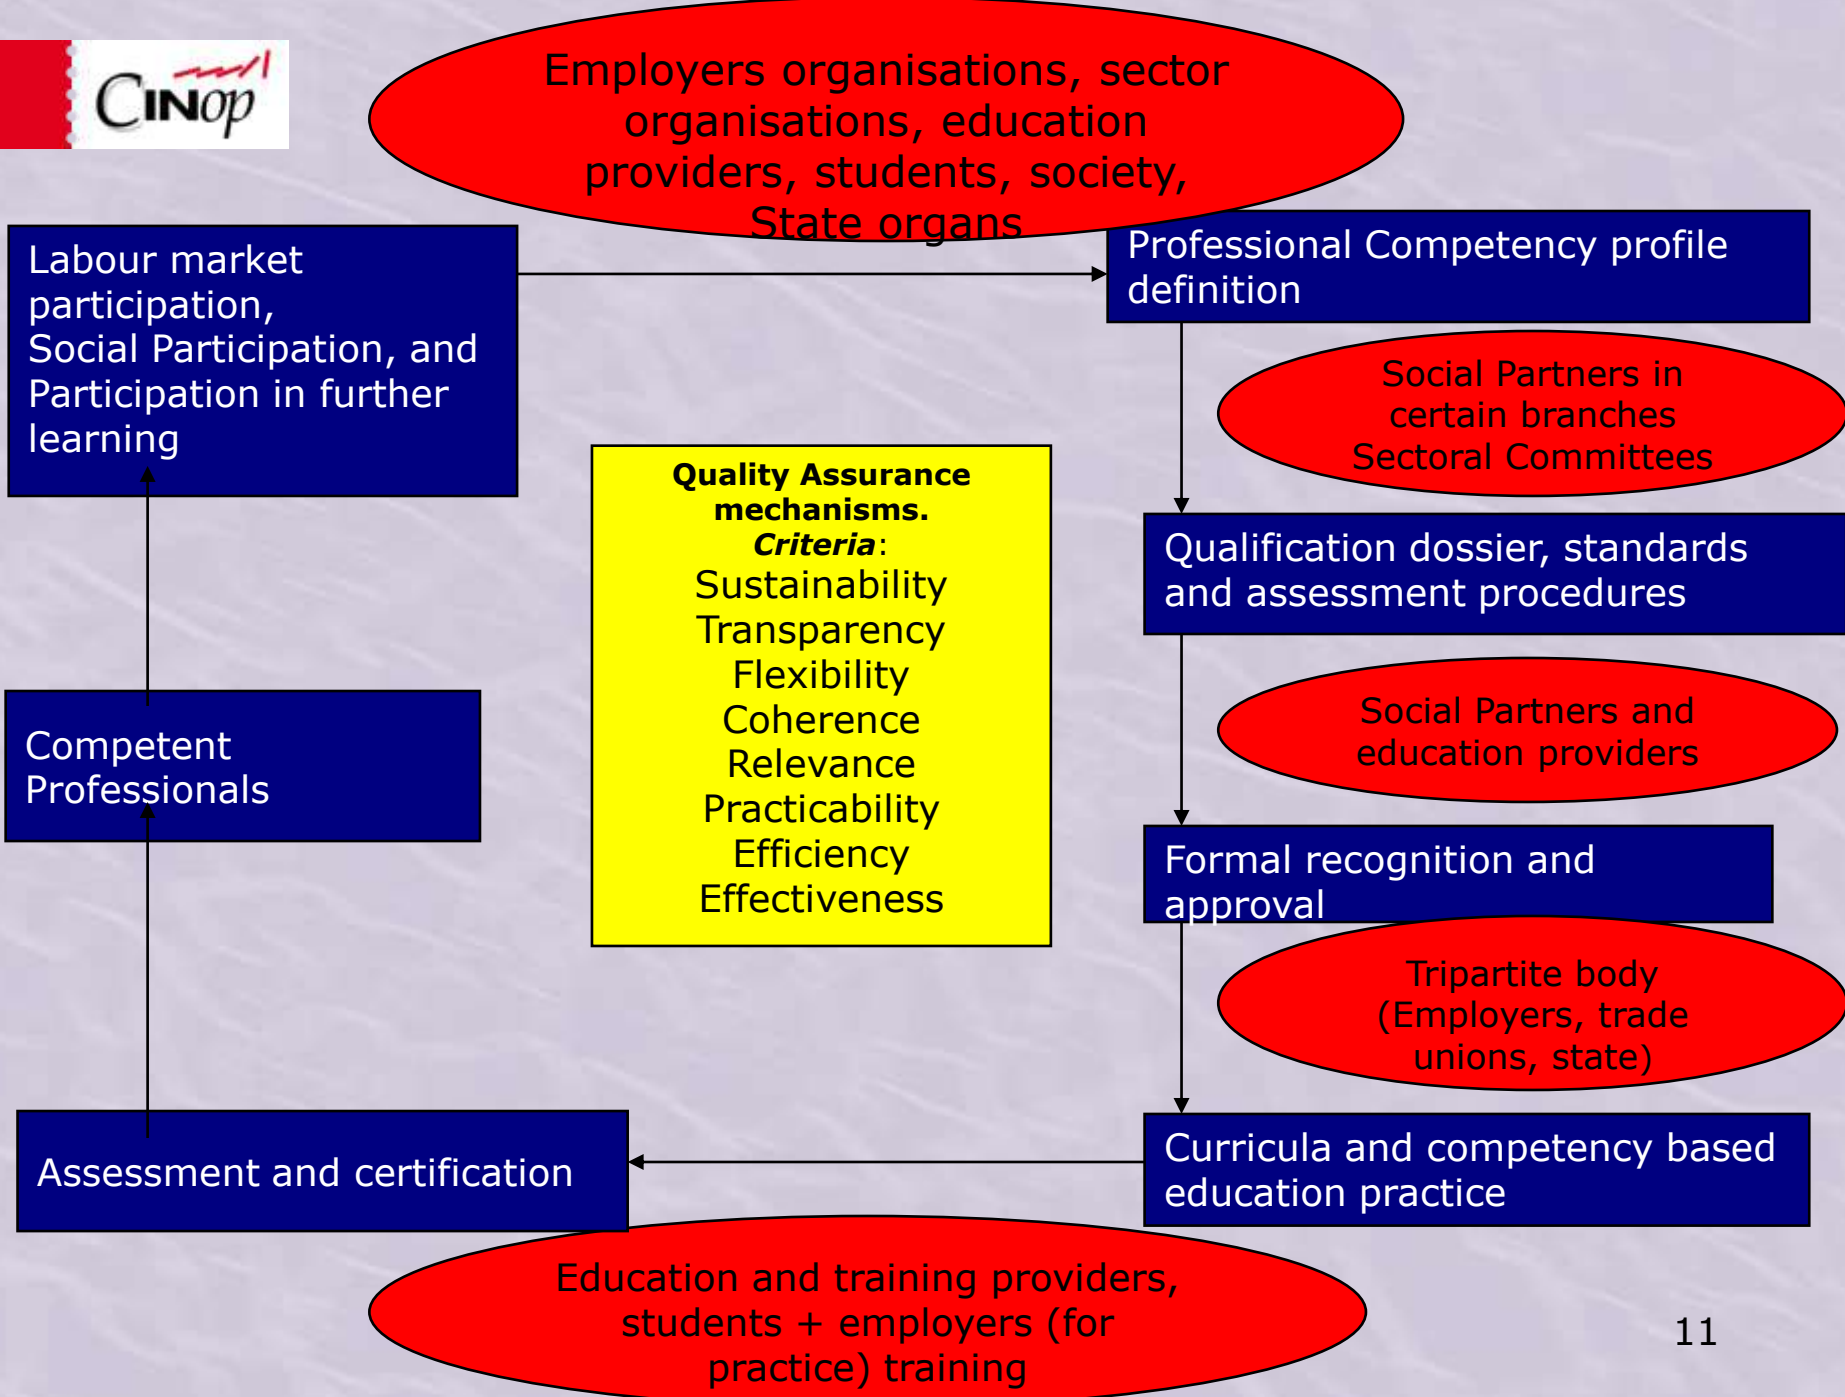 CINop
Employers organisations, sector
organisations, education
providers, students, society,
State organs
Labour market
participation,
Social Participation, and
Participation in further
learning
Professional Competency profile
definition
Social Partners in
certain branches
Sectoral Committees
Quality Assurance
mechanisms.
Criteria:
Sustainability
Transparency
Flexibility
Coherence
Relevance
Practicability
Efficiency
Effectiveness
Qualification dossier, standards
and assessment procedures
Social Partners and
education providers
Competent
Professionals
Formal recognition and
approval
Tripartite body
(Employers, trade
unions, state)
Curricula and competency based
education practice
Assessment and certification
Education and training providers,
students + employers (for
practice) training
11